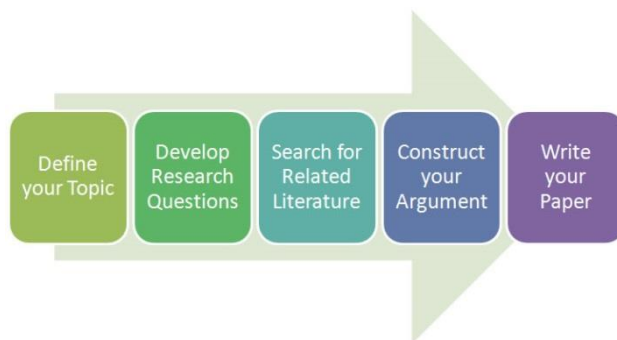 Define
your Topic
Develop
Research
Questions
Search for
Related
Literature
Construct
your
Argument
Write
your
Paper